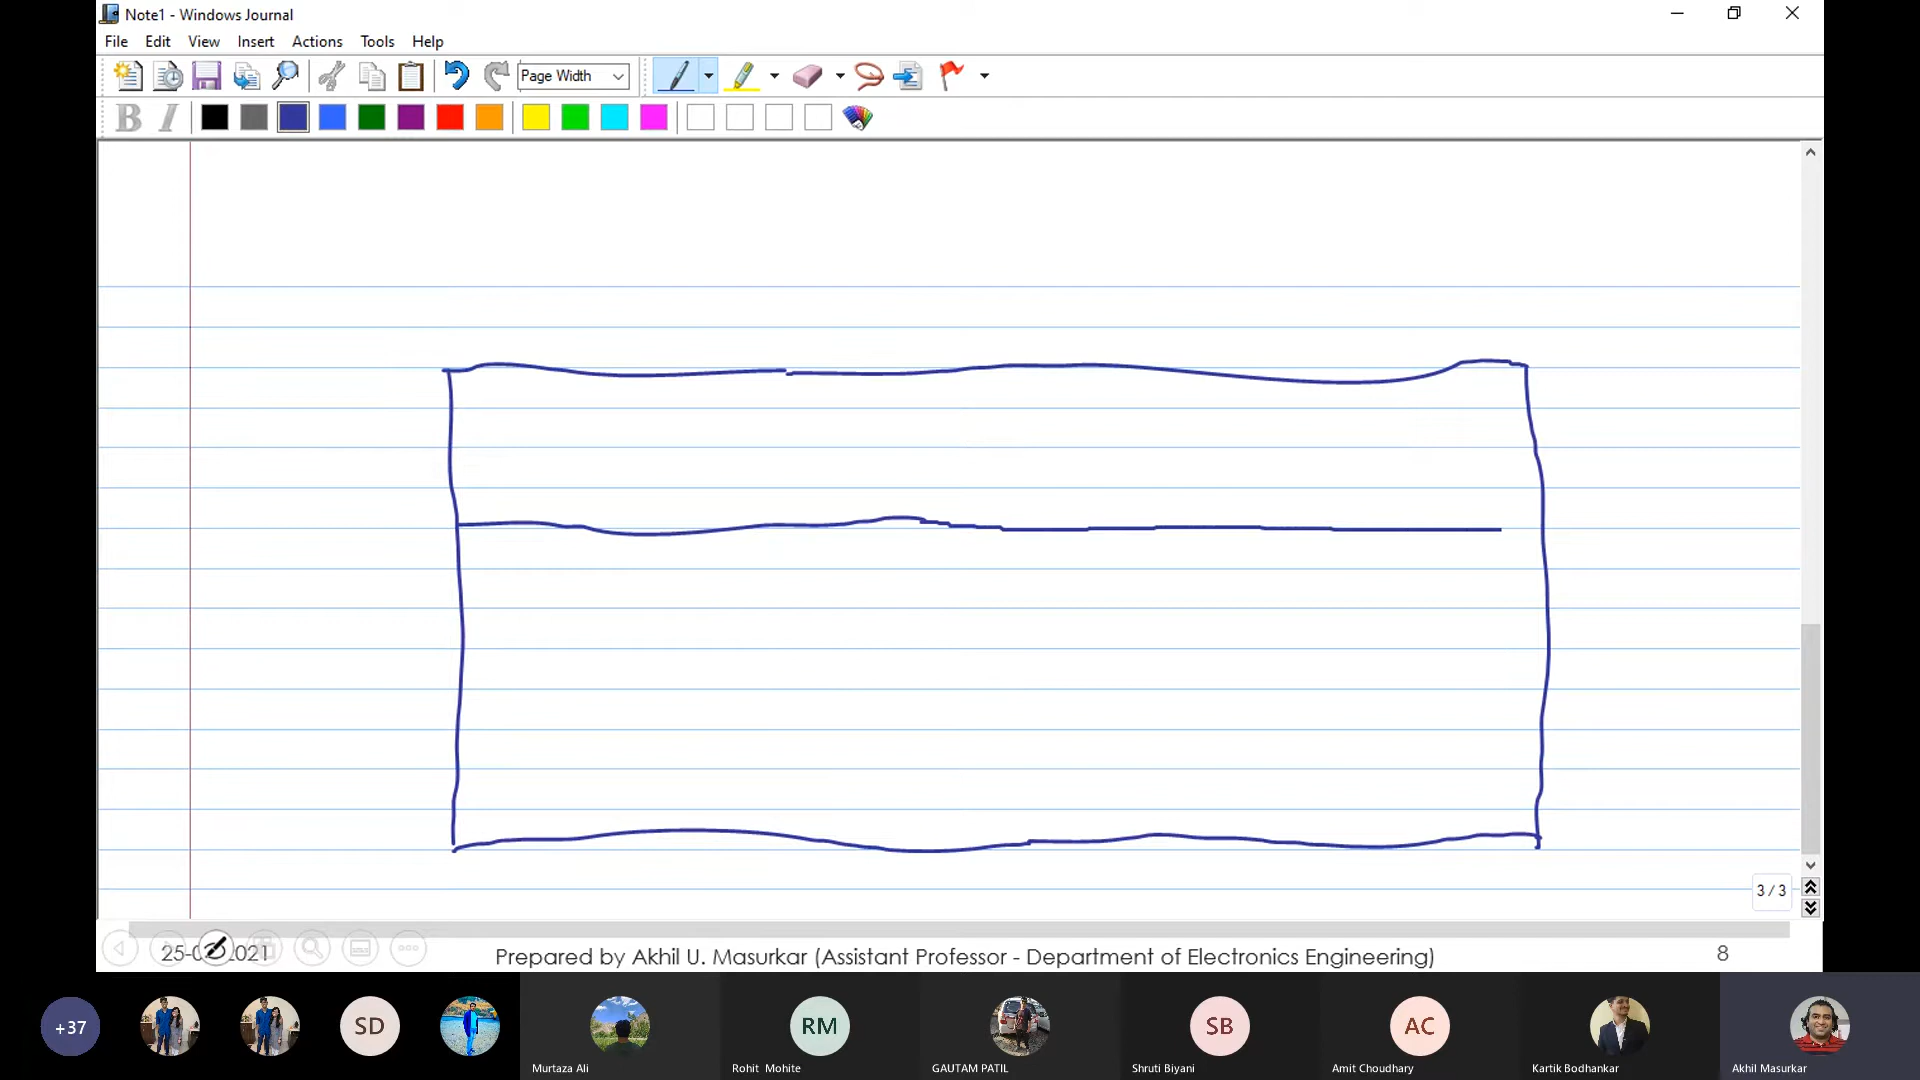 Note1 - Windows Journal
File Edit View Insert Actions Tools Help
Page Width
B I
3 / 3
Prepared by Akhil U. Masurkar (Assistant Professor - Department of Electronics Engineering)
8
+37 SD RM SB AC
Murtaza Ali Rohit Mohite GAUTAM PATIL Shruti Biyani Amit Choudhary Kartik Bodhankar Akhil Masurkar